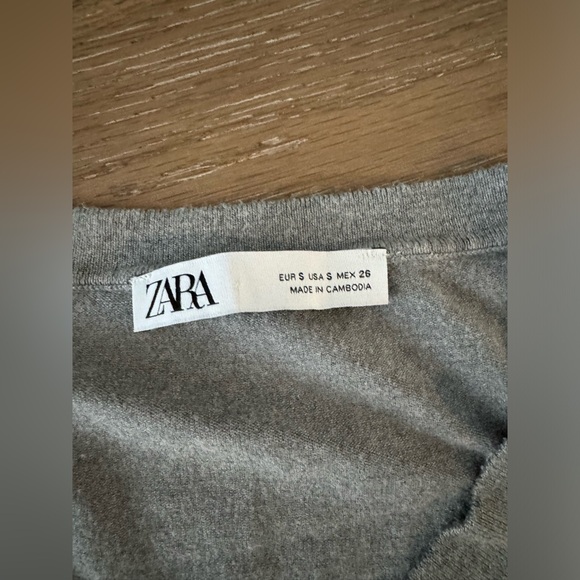 ZARA
EUR S USA S MEX 26
MADE IN CAMBODIA